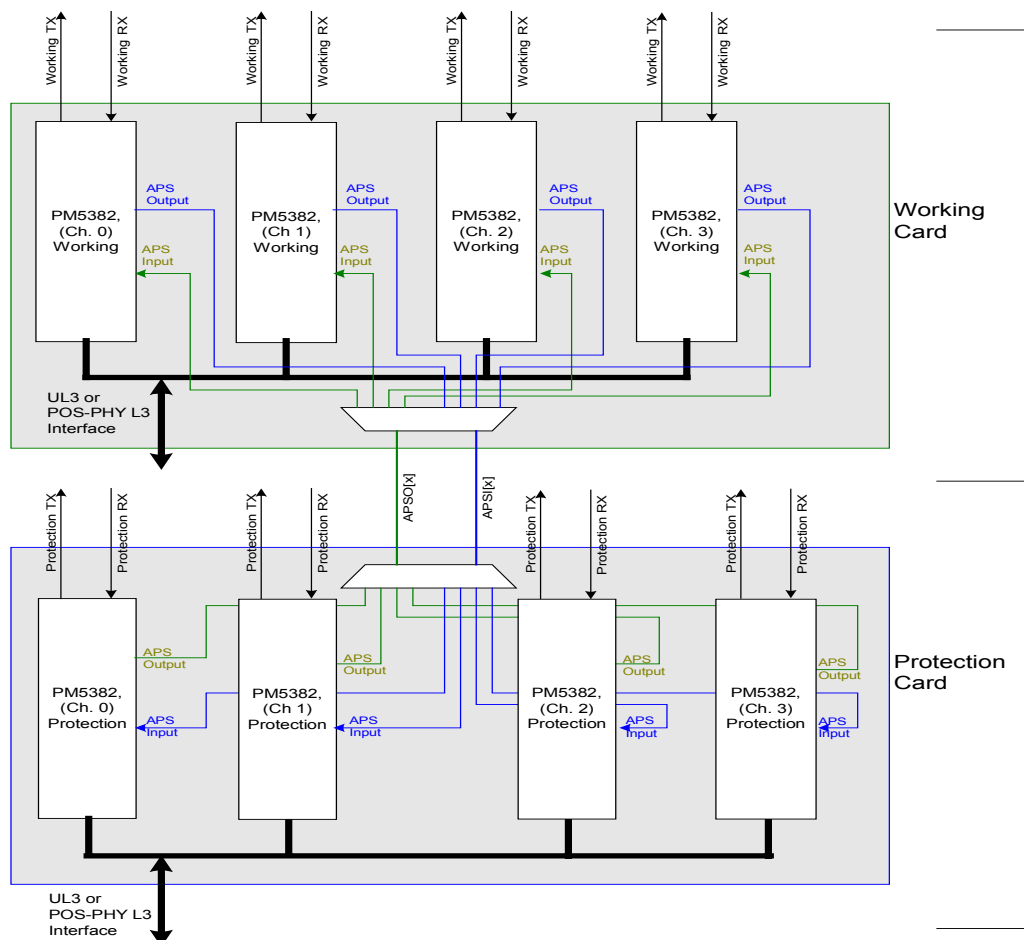 Working TX
Working RX
Working TX
Working RX
Working TX
Working RX
Working TX
Working RX
PM5382,
(Ch. 0)
Working
APS
Output
APS
Input
PM5382,
(Ch 1)
Working
APS
Output
APS
Input
PM5382,
(Ch. 2)
Working
APS
Output
APS
Input
PM5382,
(Ch. 3)
Working
APS
Output
APS
Input
Working
Card
UL3 or
POS-PHY L3
Interface
APSO[x]
APSI[x]
Protection TX
Protection RX
Protection TX
Protection RX
Protection TX
Protection RX
Protection TX
Protection RX
PM5382,
(Ch. 0)
Protection
APS
Output
APS
Input
PM5382,
(Ch 1)
Protection
APS
Output
APS
Input
PM5382,
(Ch. 2)
Protection
APS
Output
APS
Input
PM5382,
(Ch. 3)
Protection
APS
Output
APS
Input
Protection
Card
UL3 or
POS-PHY L3
Interface